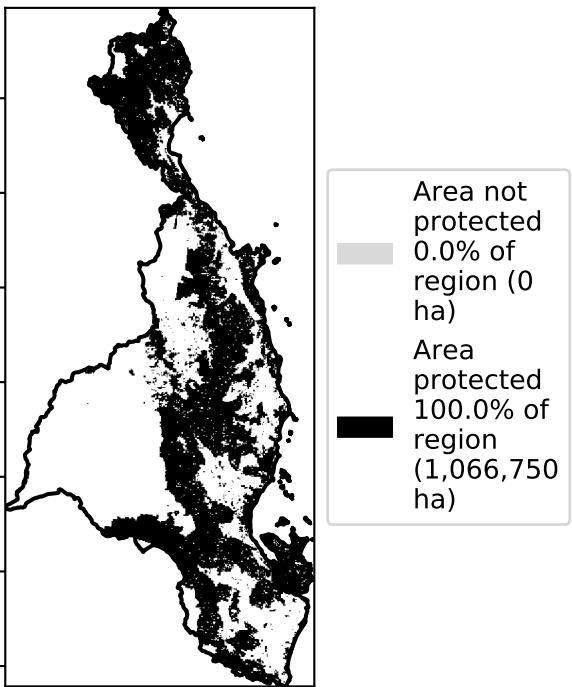 Area not
protected
0.0% of
region (0
ha)
Area
protected
100.0% of
region
(1,066,750
ha)